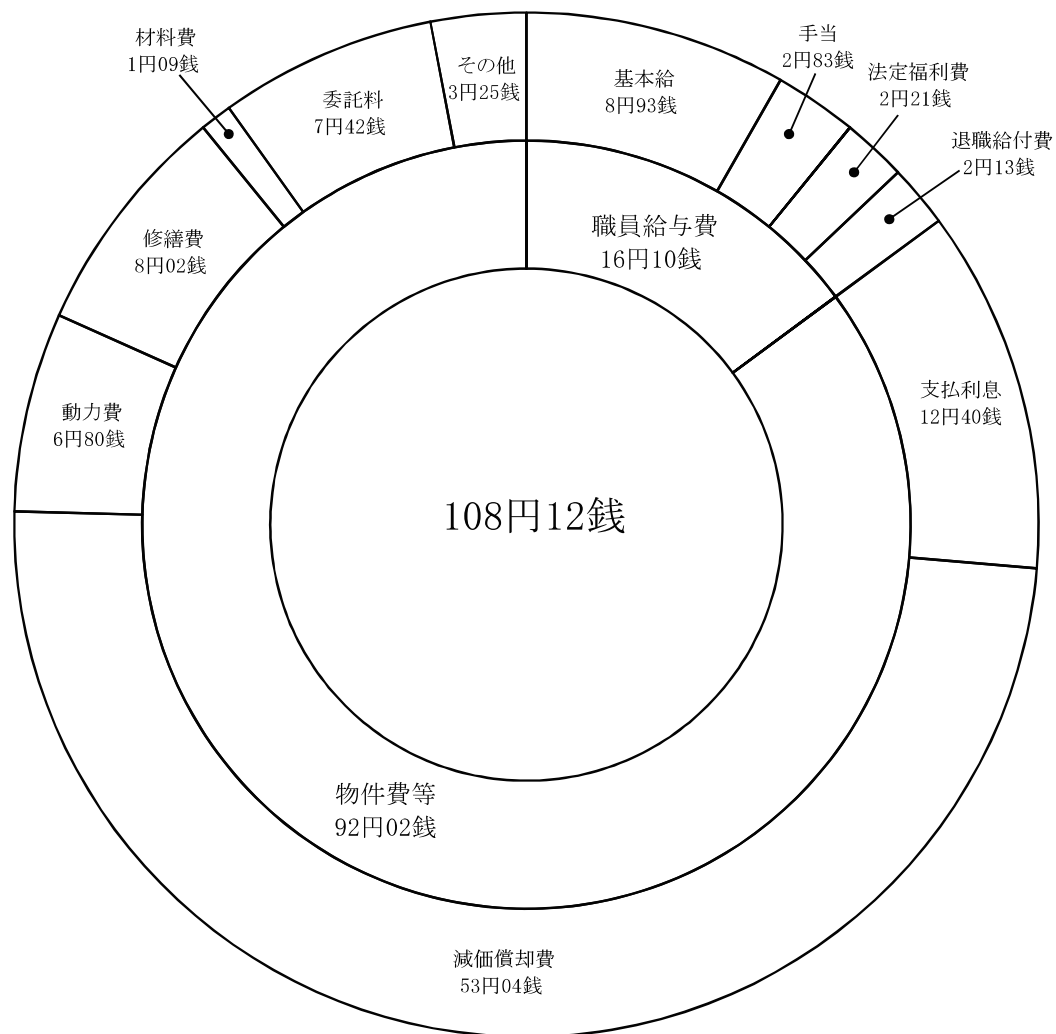 材料費
1円09銭
委託料
7円42銭
その他
3円25銭
基本給
8円93銭
手当
2円83銭
法定福利費
2円21銭
退職給付費
2円13銭
職員給与費
16円10銭
修繕費
8円02銭
動力費
6円80銭
支払利息
12円40銭
108円12銭
物件費等
92円02銭
減価償却費
53円04銭